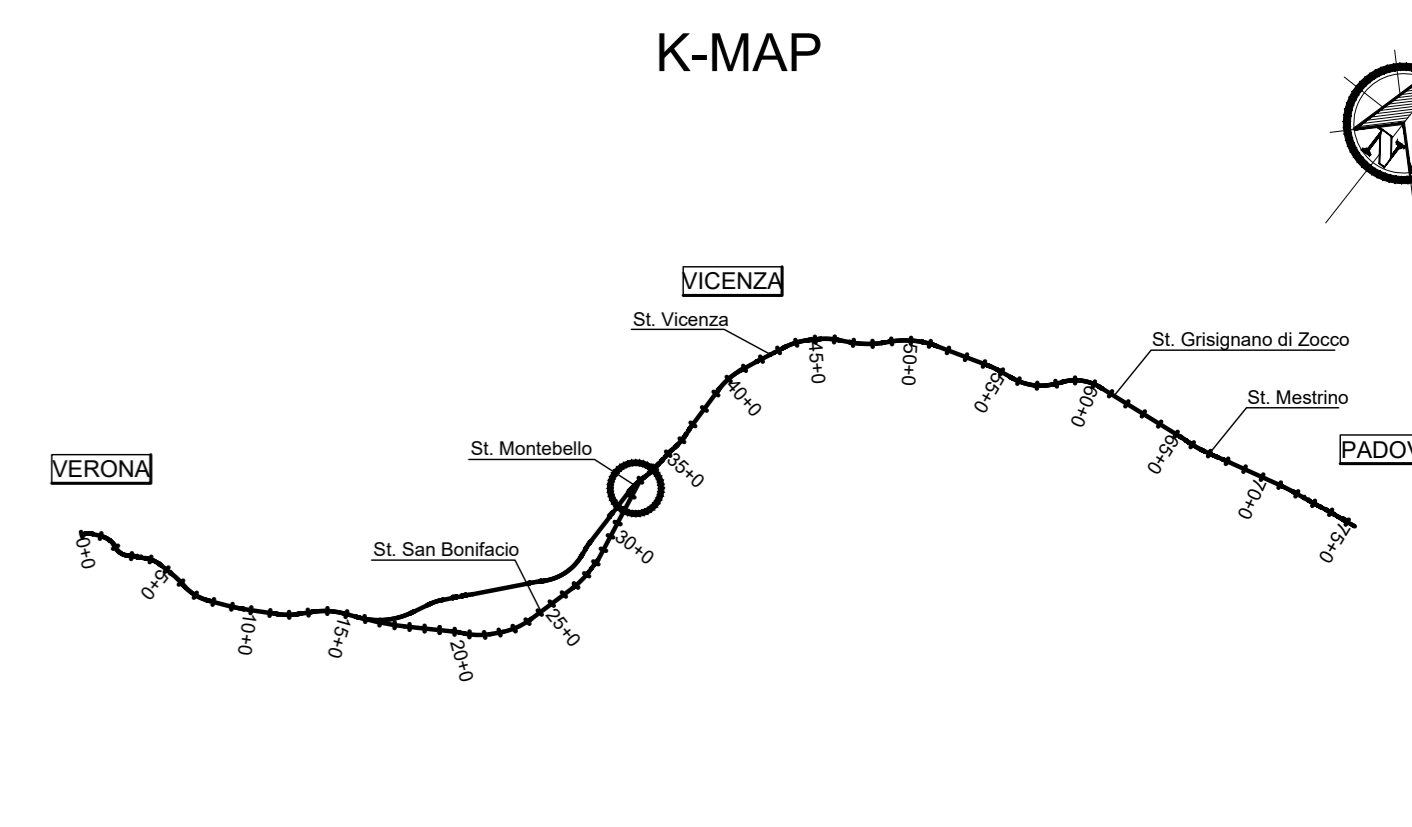 K-MAP
N
VICENZA
St. Vicenza
St. Grisignano di Zocco
St. Mestrino
PADOV
St. Montebello
VERONA
St. San Bonifacio
0+0
5+0
10+0
15+0
20+0
25+0
30+0
35+0
40+0
45+0
50+0
55+0
60+0
65+0
70+0
75+0